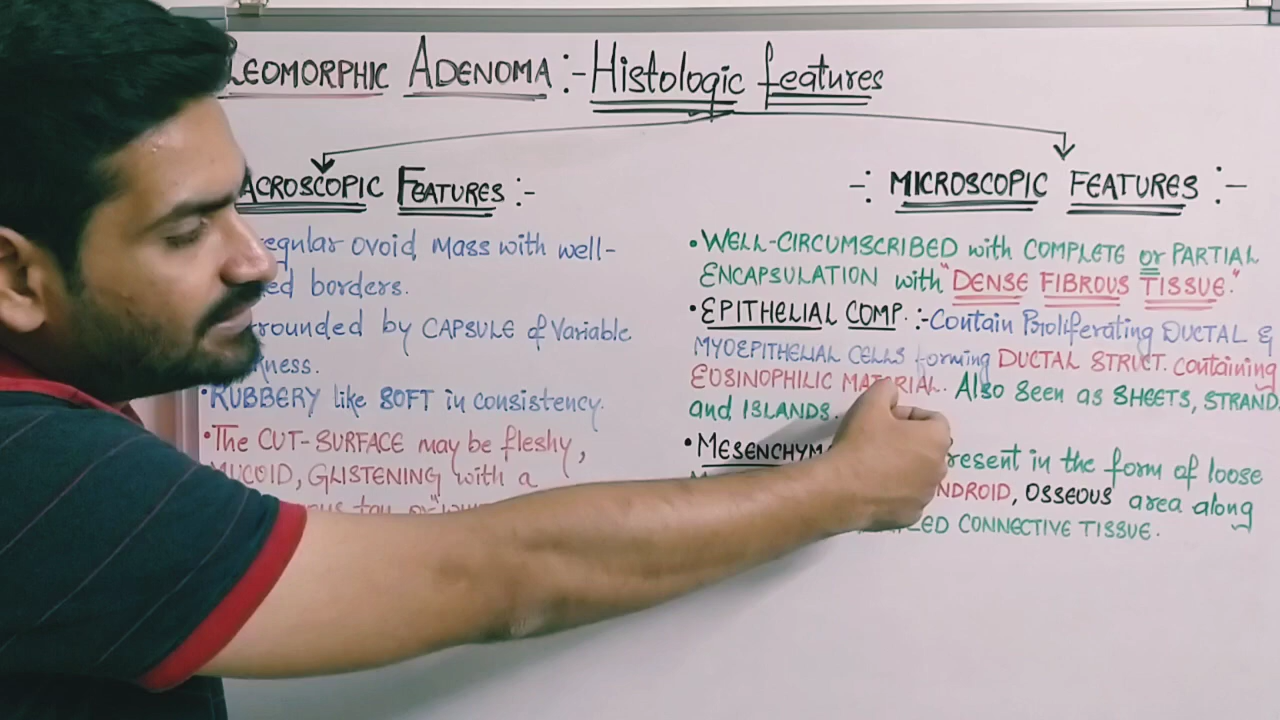 LEOMORPHIC ADENOMA :- Histologic features
ACROSCOPIC FEATURES :-
-: MICROSCOPIC FEATURES :-
regular ovoid mass with well-
ed borders.
rounded by CAPSULE of Variable
kness.
•RUBBERY like SOFT in consistency.
•The CUT-SURFACE may be fleshy,
MUCOID, GLISTENING with a
•WELL-CIRCUMSCRIBED with COMPLETE or PARTIAL
ENCAPSULATION with "DENSE FIBROUS TISSUE."
•EPITHELIAL COMP. :- Contain Proliferating DUCTAL &
MYOEPITHELIAL CELLS forming DUCTAL STRUCT. containing
EOSINOPHILIC MATERIAL. Also Seen as SHEETS, STRAND
and ISLANDS.
•MESENCHYM resent in the form of loose
NDROID, OSSEOUS area along
ED CONNECTIVE TISSUE.